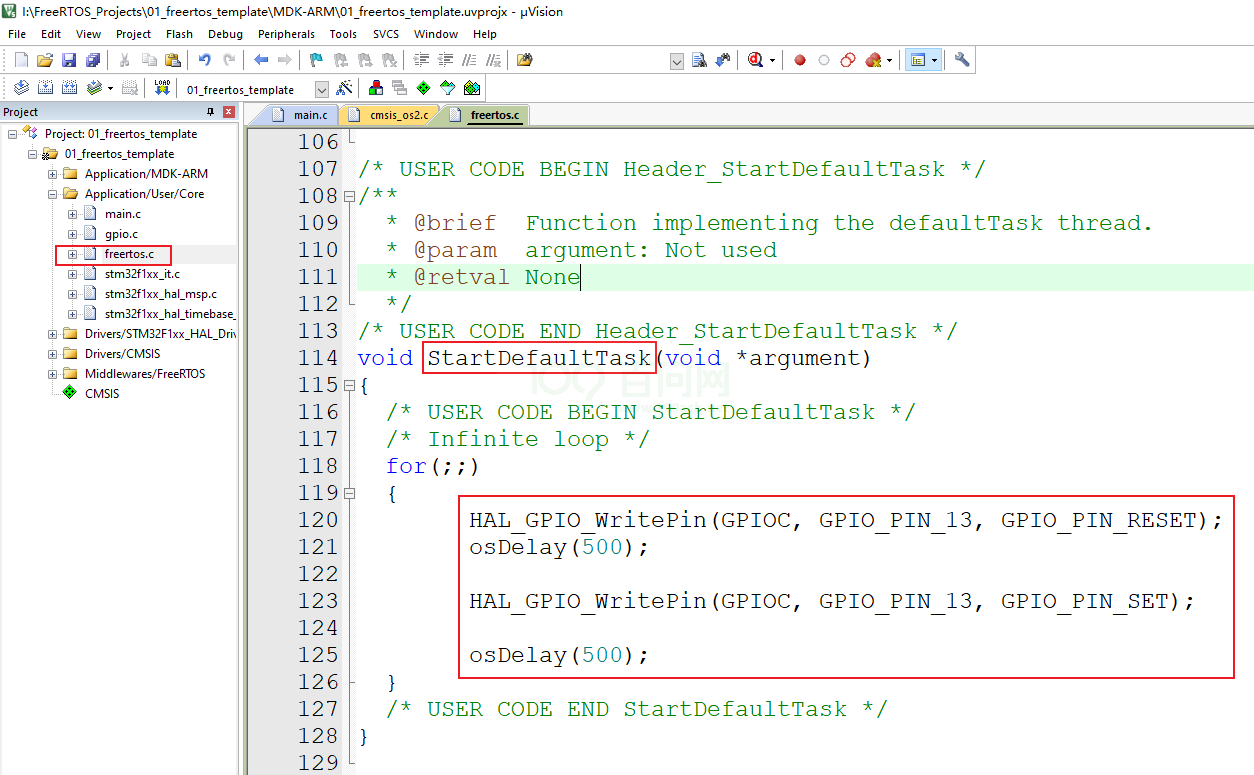 I:\FreeRTOS_Projects\01_freertos_template\MDK-ARM\01_freertos_template.uvprojx - µVision
File Edit View Project Flash Debug Peripherals Tools SVCS Window Help
LOAD 01_freertos_template
Project
main.c cmsis_os2.c freertos.c
Project: 01_freertos_template
01_freertos_template
Application/MDK-ARM
Application/User/Core
main.c
gpio.c
freertos.c
stm32f1xx_it.c
stm32f1xx_hal_msp.c
stm32f1xx_hal_timebase_
Drivers/STM32F1xx_HAL_Driv
Drivers/CMSIS
Middlewares/FreeRTOS
CMSIS
106
107 /* USER CODE BEGIN Header_StartDefaultTask */
108 /**
109 * @brief  Function implementing the defaultTask thread.
110 * @param  argument: Not used
111 * @retval None
112 */
113 /* USER CODE END Header_StartDefaultTask */
114 void StartDefaultTask(void *argument)
115 {
116 /* USER CODE BEGIN StartDefaultTask */
117 /* Infinite loop */
118 for(;;)
119 {
120 HAL_GPIO_WritePin(GPIOC, GPIO_PIN_13, GPIO_PIN_RESET);
121 osDelay(500);
122
123 HAL_GPIO_WritePin(GPIOC, GPIO_PIN_13, GPIO_PIN_SET);
124
125 osDelay(500);
126 }
127 /* USER CODE END StartDefaultTask */
128 }
129